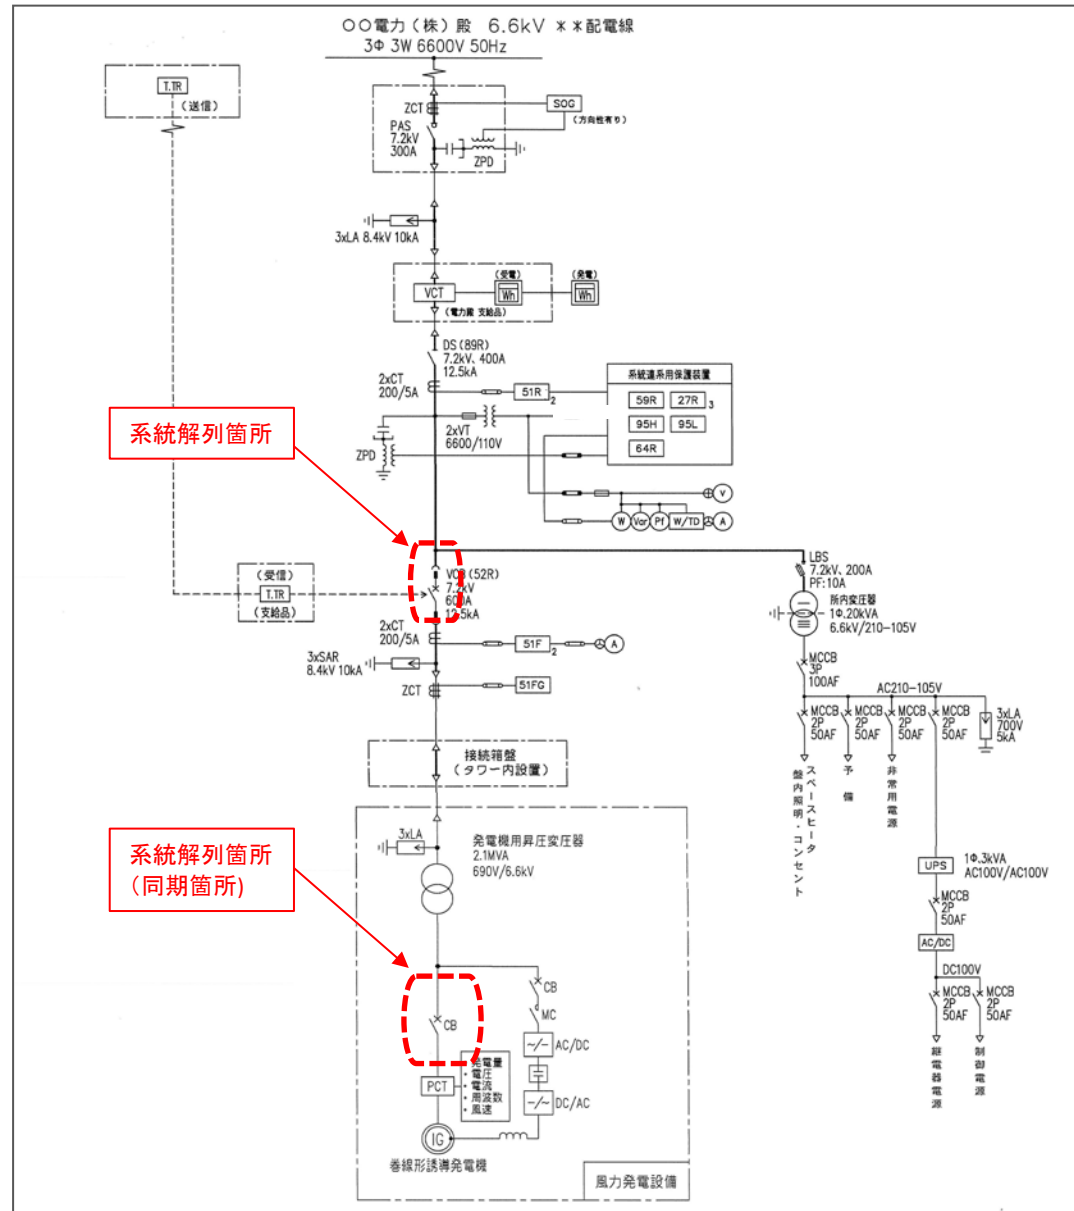 ○○電力(株)殿 6.6kV **配電線
3Φ 3W 6600V 50Hz
T.TR
(送信)
ZCT
SOG
(方向性有り)
PAS
7.2kV
300A
ZPD
3xLA 8.4kV 10kA
VCT
(受電)
Wh
(発電)
Wh
(電力殿 支給品)
DS(89R)
7.2kV、400A
12.5kA
2xCT
200/5A
51R
2
系統連系用保護装置
59R
27R
3
95H
95L
64R
2xVT
6600/110V
ZPD
V
W
Var
Pf
W/TD
A
系統解列箇所
(受信)
T.TR
(支給品)
VCB(52R)
7.2kV
600A
12.5kA
2xCT
200/5A
51F
2
A
3xSAR
8.4kV 10kA
ZCT
51FG
LBS
7.2kV、200A
PF:10A
所内変圧器
1Φ.20kVA
6.6kV/210-105V
MCCB
3P
100AF
AC210-105V
MCCB
2P
50AF
MCCB
2P
50AF
MCCB
2P
50AF
MCCB
2P
50AF
3xLA
700V
5kA
スペースヒータ
盤内照明・コンセント
予備
非常用電源
接続箱盤
(タワー内設置)
系統解列箇所
(同期箇所)
3xLA
発電機用昇圧変圧器
2.1MVA
690V/6.6kV
UPS
1Φ.3kVA
AC100V/AC100V
MCCB
2P
50AF
AC/DC
DC100V
MCCB
2P
50AF
MCCB
2P
50AF
継電器電源
制御電源
CB
CB
MC
AC/DC
DC/AC
PCT
発電量
・電圧
・電流
・周波数
・風速
IG
巻線形誘導発電機
風力発電設備